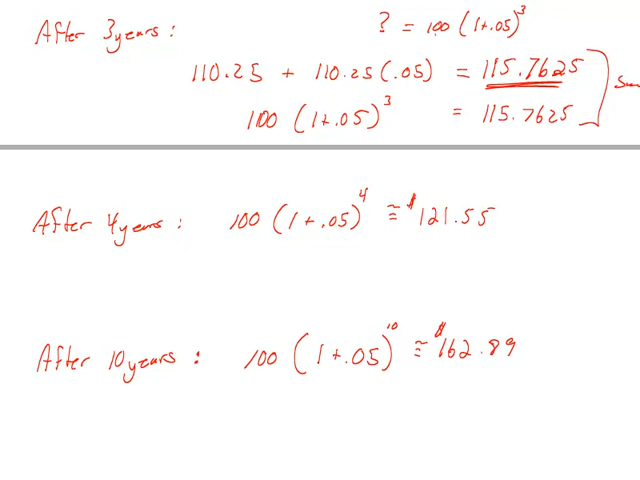 After 3 years : ? = 100 (1+.05)^3
110.25 + 110.25(.05) = 115.7625
100 (1+.05)^3 = 115.7625
After 4 years : 100 (1+.05)^4 ≅ $121.55
After 10 years : 100 (1+.05)^10 ≅ $162.89